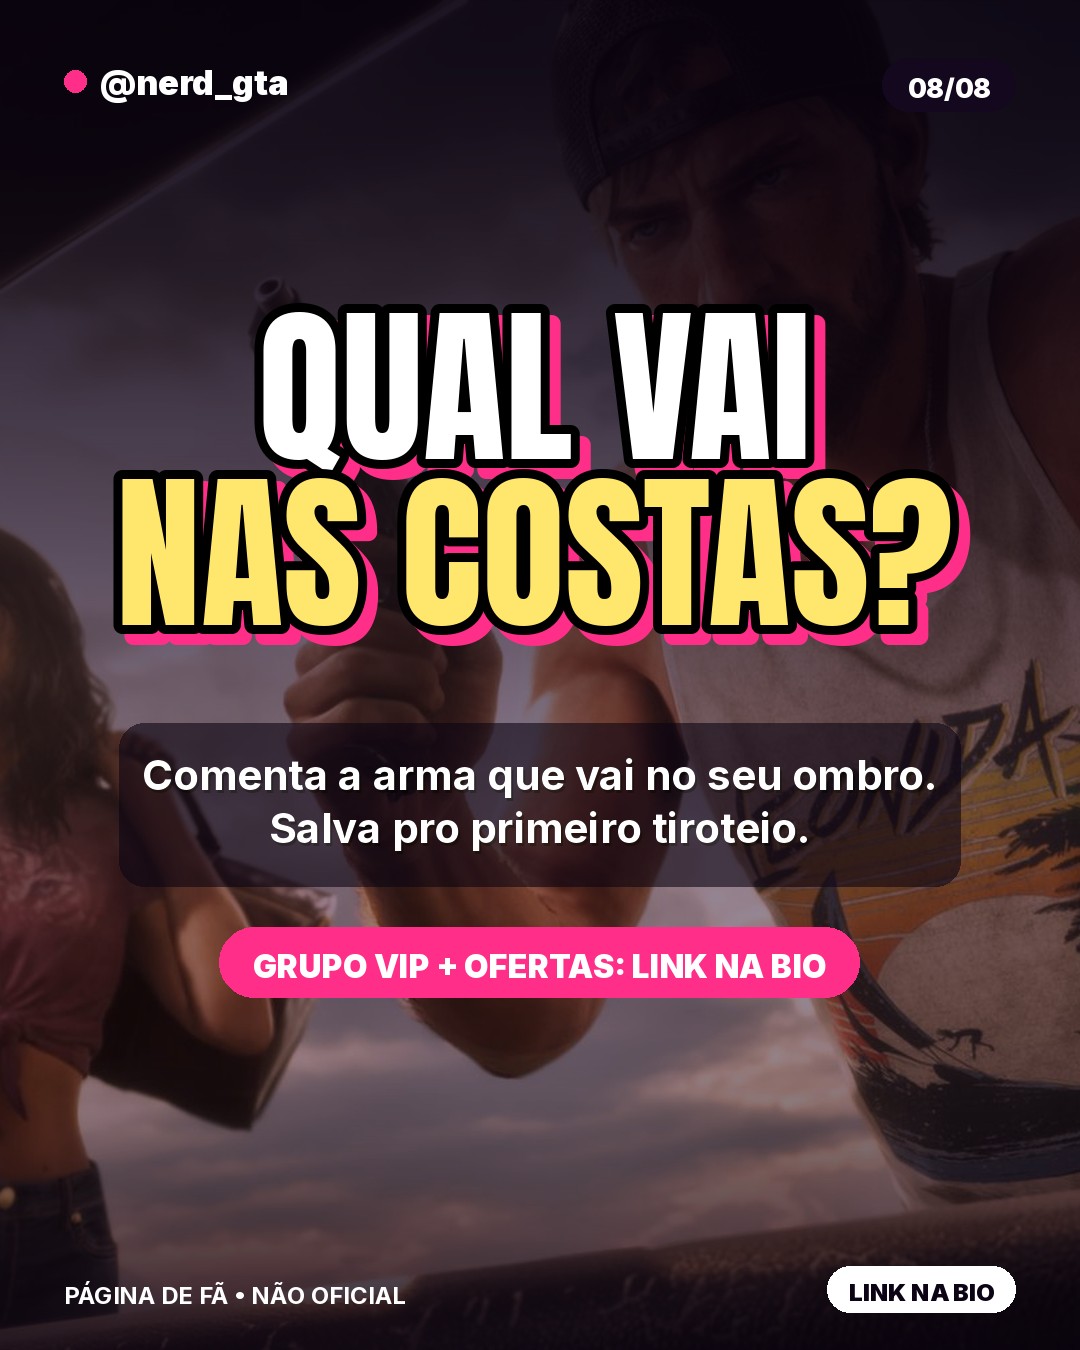 @nerd_gta
08/08
QUAL VAI
NAS COSTAS?
Comenta a arma que vai no seu ombro.
Salva pro primeiro tiroteio.
GRUPO VIP + OFERTAS: LINK NA BIO
PÁGINA DE FÃ • NÃO OFICIAL
LINK NA BIO